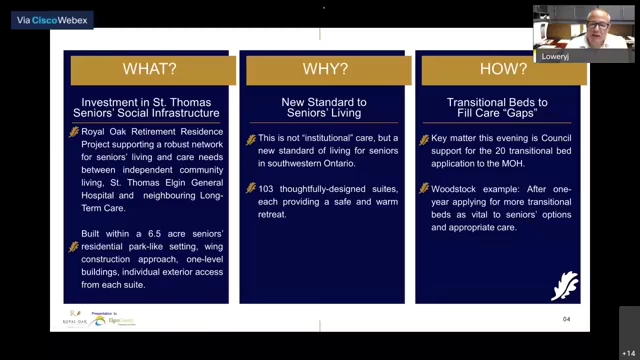 Via Cisco Webex
Loweryj
WHAT?
Investment in St. Thomas
Seniors' Social Infrastructure
Royal Oak Retirement Residence
Project supporting a robust network
for seniors' living and care needs
between independent community
living, St. Thomas Elgin General
Hospital and neighbouring Long-
Term Care.
Built within a 6.5 acre seniors'
residential park-like setting, wing
construction approach, one-level
buildings, individual exterior access
from each suite.
WHY?
New Standard to
Seniors' Living
This is not "institutional" care, but a
new standard of living for seniors
in southwestern Ontario.
103 thoughtfully-designed suites,
each providing a safe and warm
retreat.
HOW?
Transitional Beds to
Fill Care "Gaps"
Key matter this evening is Council
support for the 20 transitional bed
application to the MOH.
Woodstock example: After one-
year applying for more transitional
beds as vital to seniors' options
and appropriate care.
ROYAL OAK
Presentation to
ElginCounty
04
+14